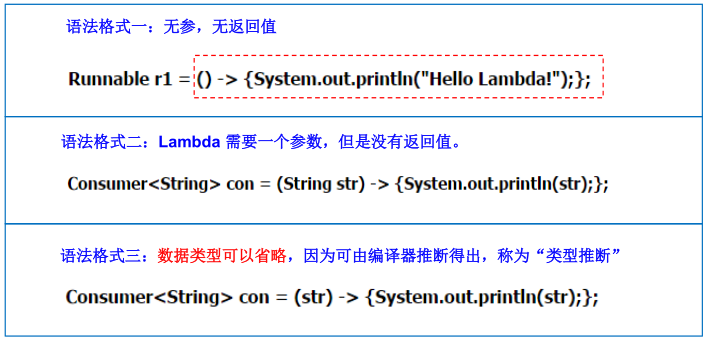 语法格式一：无参，无返回值
Runnable r1 = () -> {System.out.println("Hello Lambda!");};
语法格式二：Lambda 需要一个参数，但是没有返回值。
Consumer<String> con = (String str) -> {System.out.println(str);};
语法格式三：数据类型可以省略，因为可由编译器推断得出，称为“类型推断”
Consumer<String> con = (str) -> {System.out.println(str);};